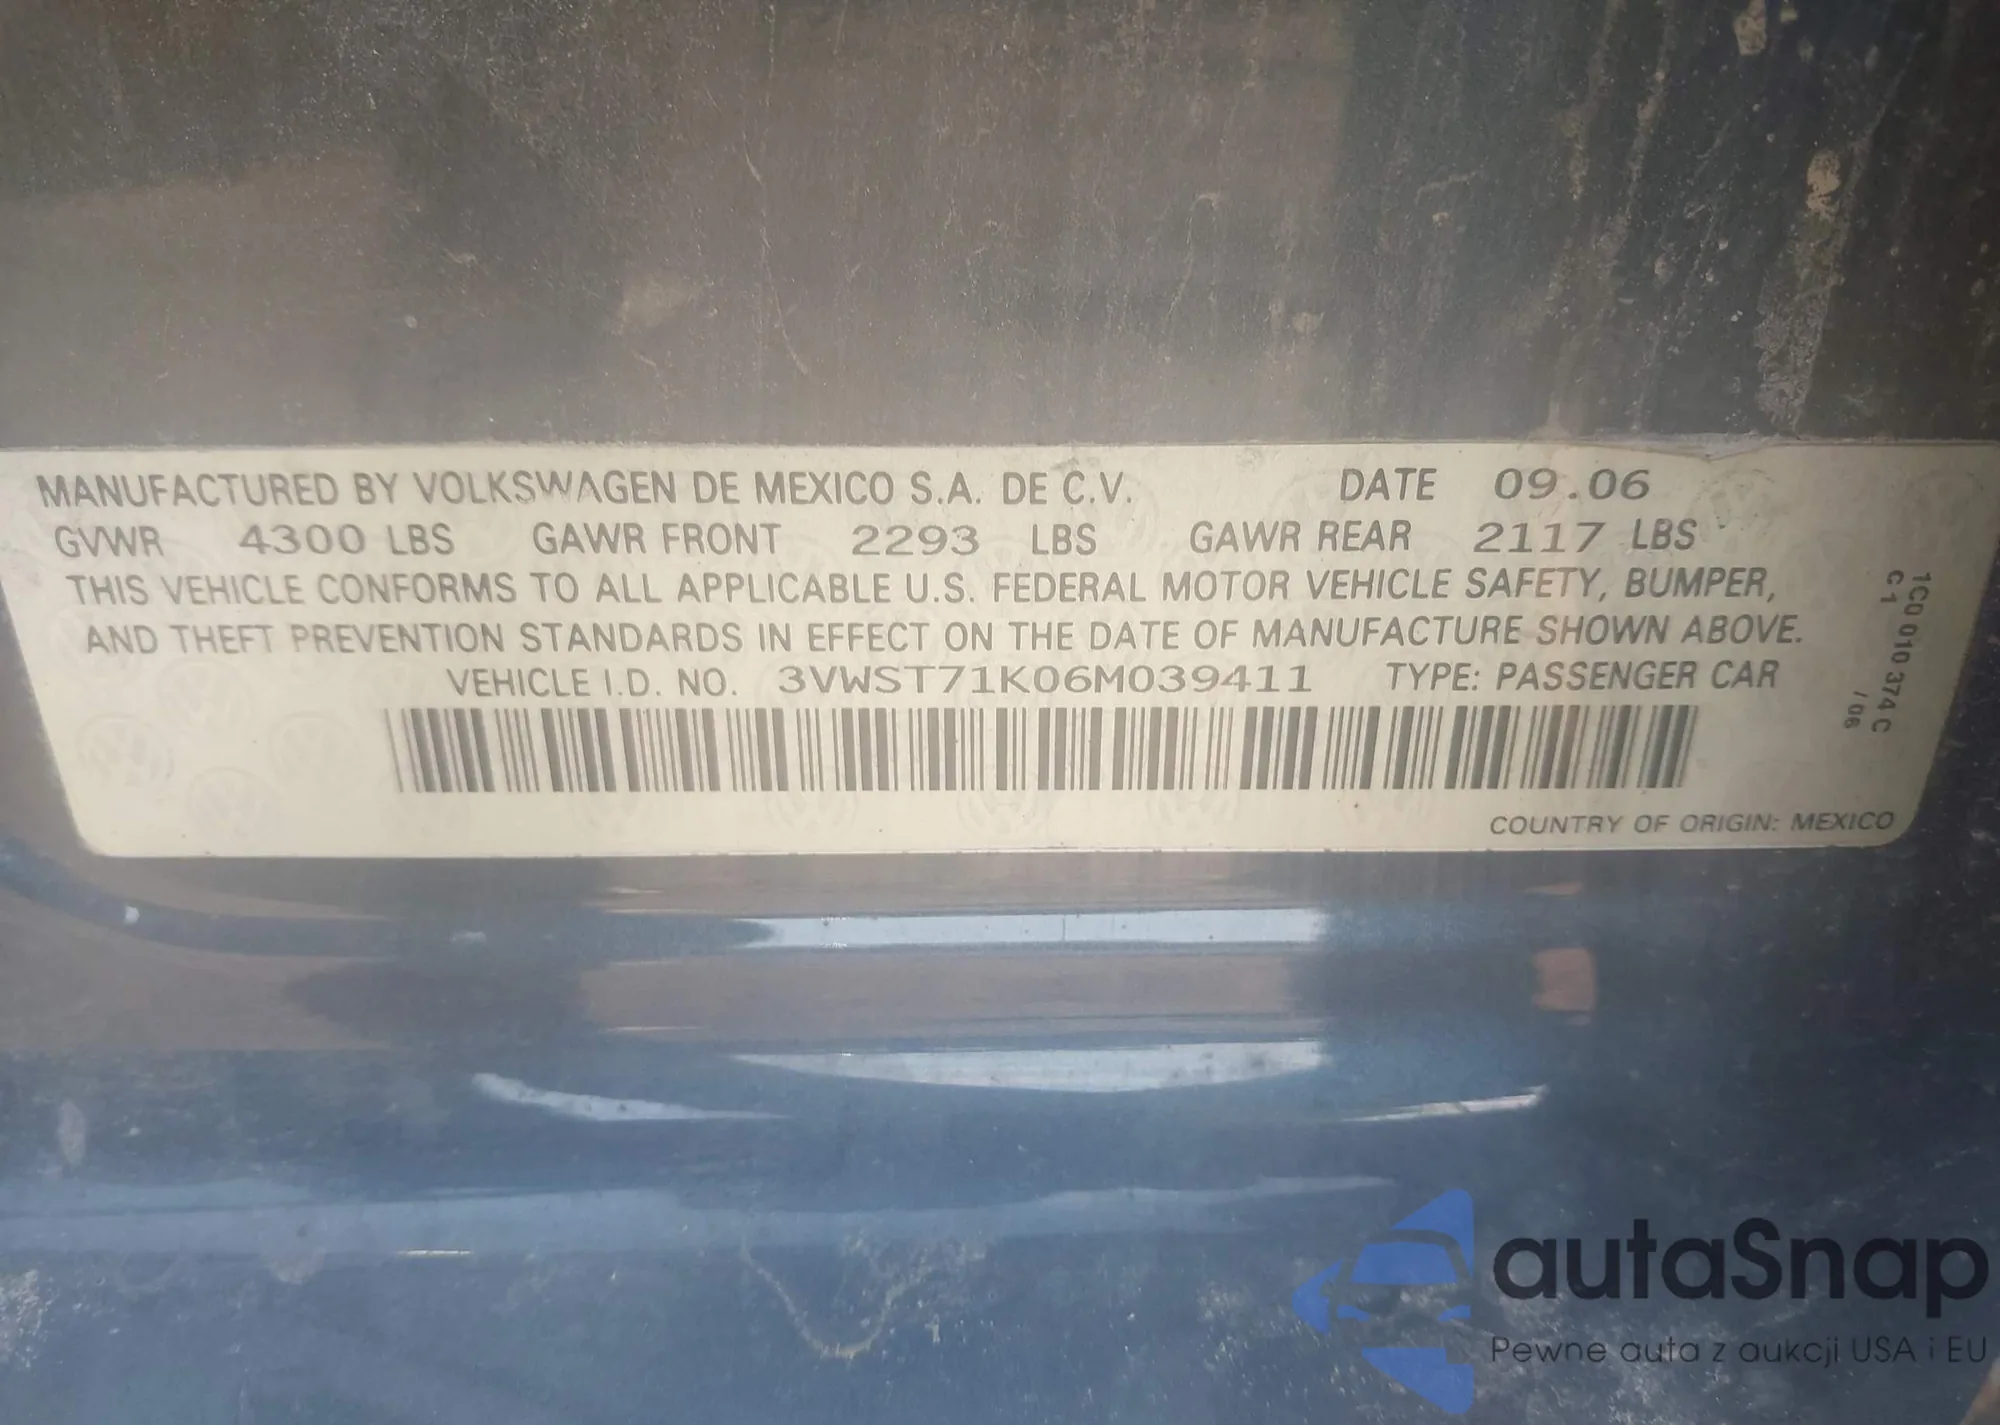 MANUFACTURED BY VOLKSWAGEN DE MEXICO S.A. DE C.V. DATE 09.06
GVWR 4300 LBS GAWR FRONT 2293 LBS GAWR REAR 2117 LBS
THIS VEHICLE CONFORMS TO ALL APPLICABLE U.S. FEDERAL MOTOR VEHICLE SAFETY, BUMPER,
AND THEFT PREVENTION STANDARDS IN EFFECT ON THE DATE OF MANUFACTURE SHOWN ABOVE.
VEHICLE I.D. NO. 3VWST71K06M039411 TYPE: PASSENGER CAR
1C0 010 374 C
C 1
/ 06
COUNTRY OF ORIGIN: MEXICO
autaSnap
Pewne auta z aukcji USA i EU